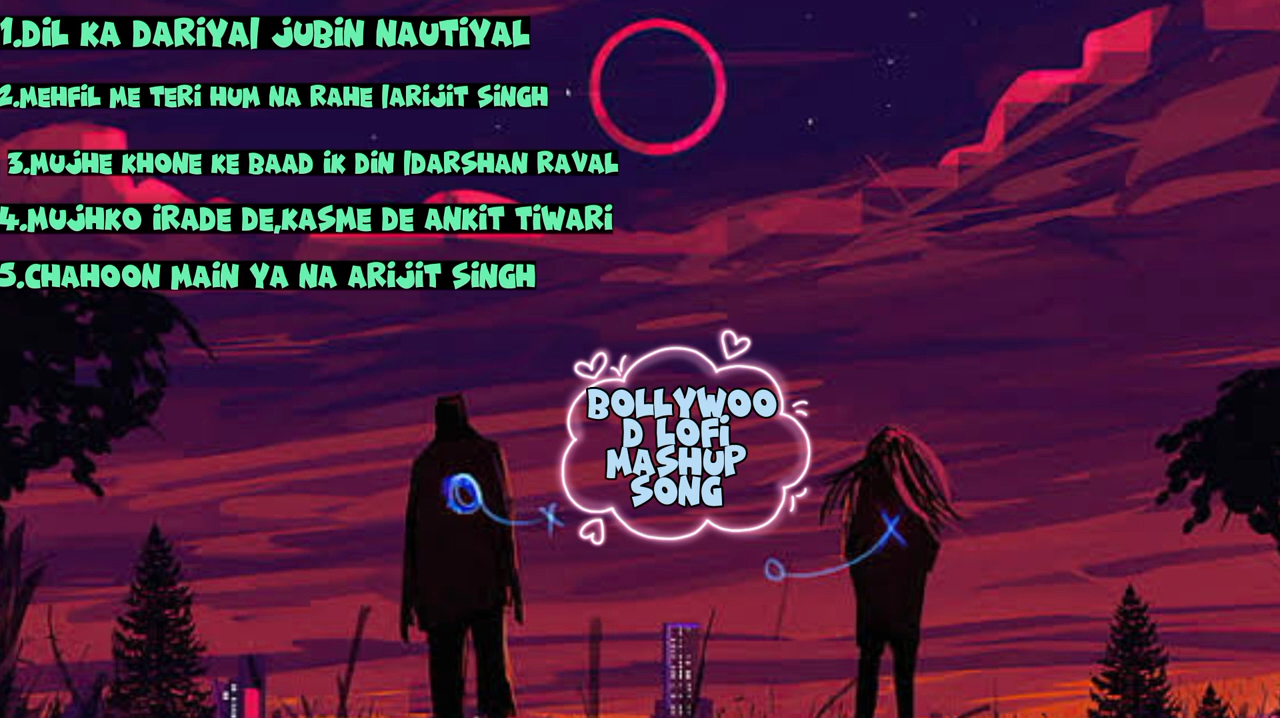 1.DiL KA DARiYA| JUBiN NAUTiYAL
2.MEHFiL ME TERi HUM NA RAHE |ARiJiT SiNGH
3.MUJHE KHONE KE BAAD iK DiN |DARSHAN RAVAL
4.MUJHKO iRADE DE,KASME DE ANKiT TiWARi
5.CHAHOON MAiN YA NA ARiJiT SiNGH
BOLLYWOO
D LOFi
MASHUP
SONG